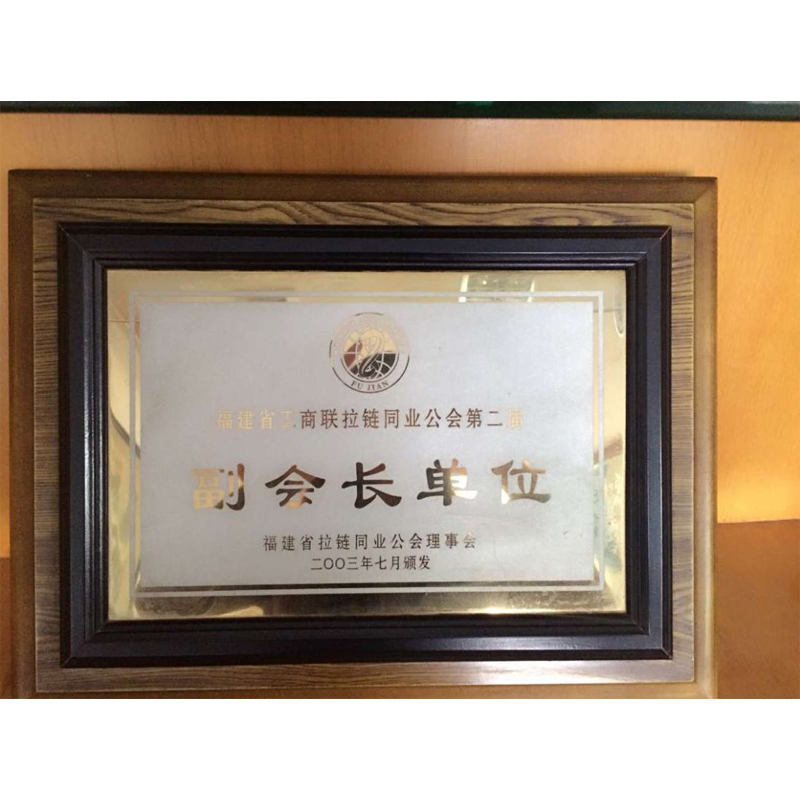 FU JIAN
福建省工商联拉链同业公会第二届
副会长单位
福建省拉链同业公会理事会
二〇〇三年七月颁发